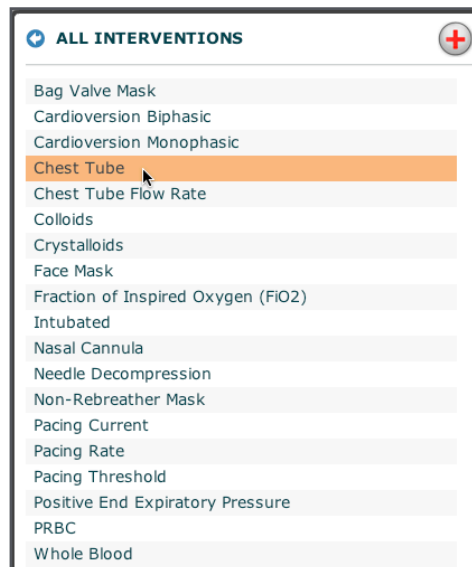 ALL INTERVENTIONS
Bag Valve Mask
Cardioversion Biphasic
Cardioversion Monophasic
Chest Tube
Chest Tube Flow Rate
Colloids
Crystalloids
Face Mask
Fraction of Inspired Oxygen (FiO2)
Intubated
Nasal Cannula
Needle Decompression
Non-Rebreather Mask
Pacing Current
Pacing Rate
Pacing Threshold
Positive End Expiratory Pressure
PRBC
Whole Blood